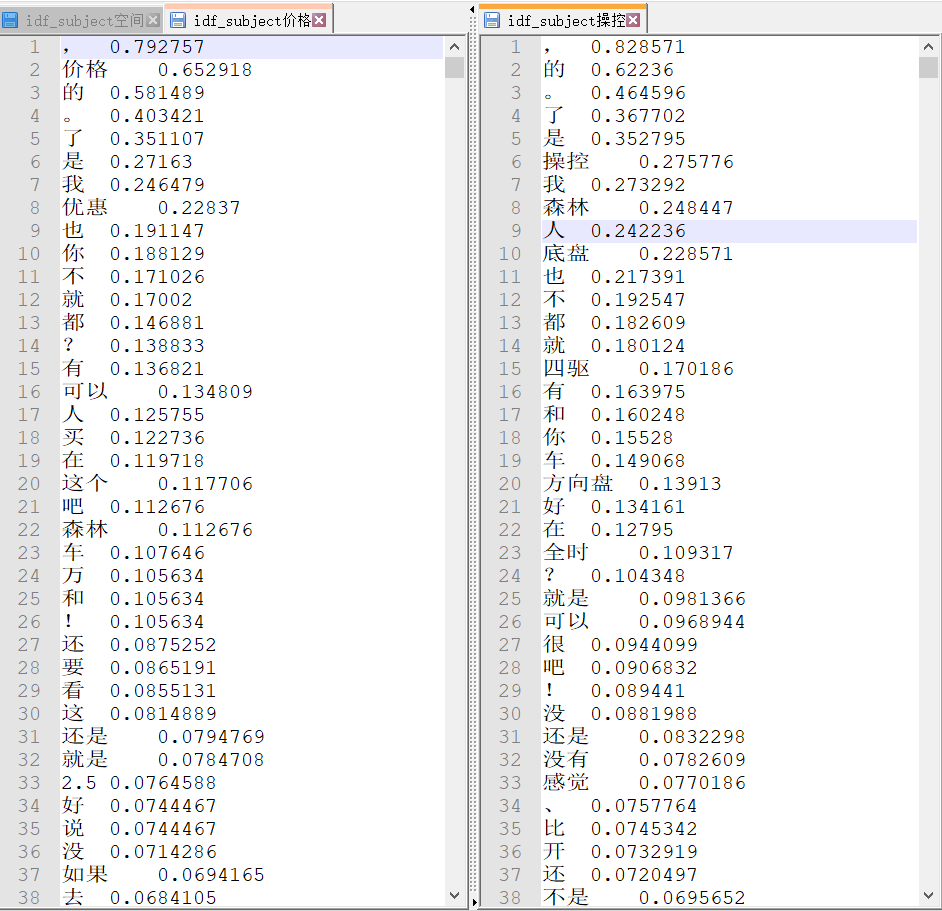 idf_subject空间
idf_subject价格
idf_subject操控
1 , 0.792757
2 价格 0.652918
3 的 0.581489
4 。 0.403421
5 了 0.351107
6 是 0.27163
7 我 0.246479
8 优惠 0.22837
9 也 0.191147
10 你 0.188129
11 不 0.171026
12 就 0.17002
13 都 0.146881
14 ? 0.138833
15 有 0.136821
16 可以 0.134809
17 人 0.125755
18 买 0.122736
19 在 0.119718
20 这个 0.117706
21 吧 0.112676
22 森林 0.112676
23 车 0.107646
24 万 0.105634
25 和 0.105634
26 ! 0.105634
27 还 0.0875252
28 要 0.0865191
29 看 0.0855131
30 这 0.0814889
31 还是 0.0794769
32 就是 0.0784708
33 2.5 0.0764588
34 好 0.0744467
35 说 0.0744467
36 没 0.0714286
37 如果 0.0694165
38 去 0.0684105
1 , 0.828571
2 的 0.62236
3 。 0.464596
4 了 0.367702
5 是 0.352795
6 操控 0.275776
7 我 0.273292
8 森林 0.248447
9 人 0.242236
10 底盘 0.228571
11 也 0.217391
12 不 0.192547
13 都 0.182609
14 就 0.180124
15 四驱 0.170186
16 有 0.163975
17 和 0.160248
18 你 0.15528
19 车 0.149068
20 方向盘 0.13913
21 好 0.134161
22 在 0.12795
23 全时 0.109317
24 ? 0.104348
25 就是 0.0981366
26 可以 0.0968944
27 很 0.0944099
28 吧 0.0906832
29 ! 0.089441
30 没 0.0881988
31 还是 0.0832298
32 没有 0.0782609
33 感觉 0.0770186
34 、 0.0757764
35 比 0.0745342
36 开 0.0732919
37 还 0.0720497
38 不是 0.0695652